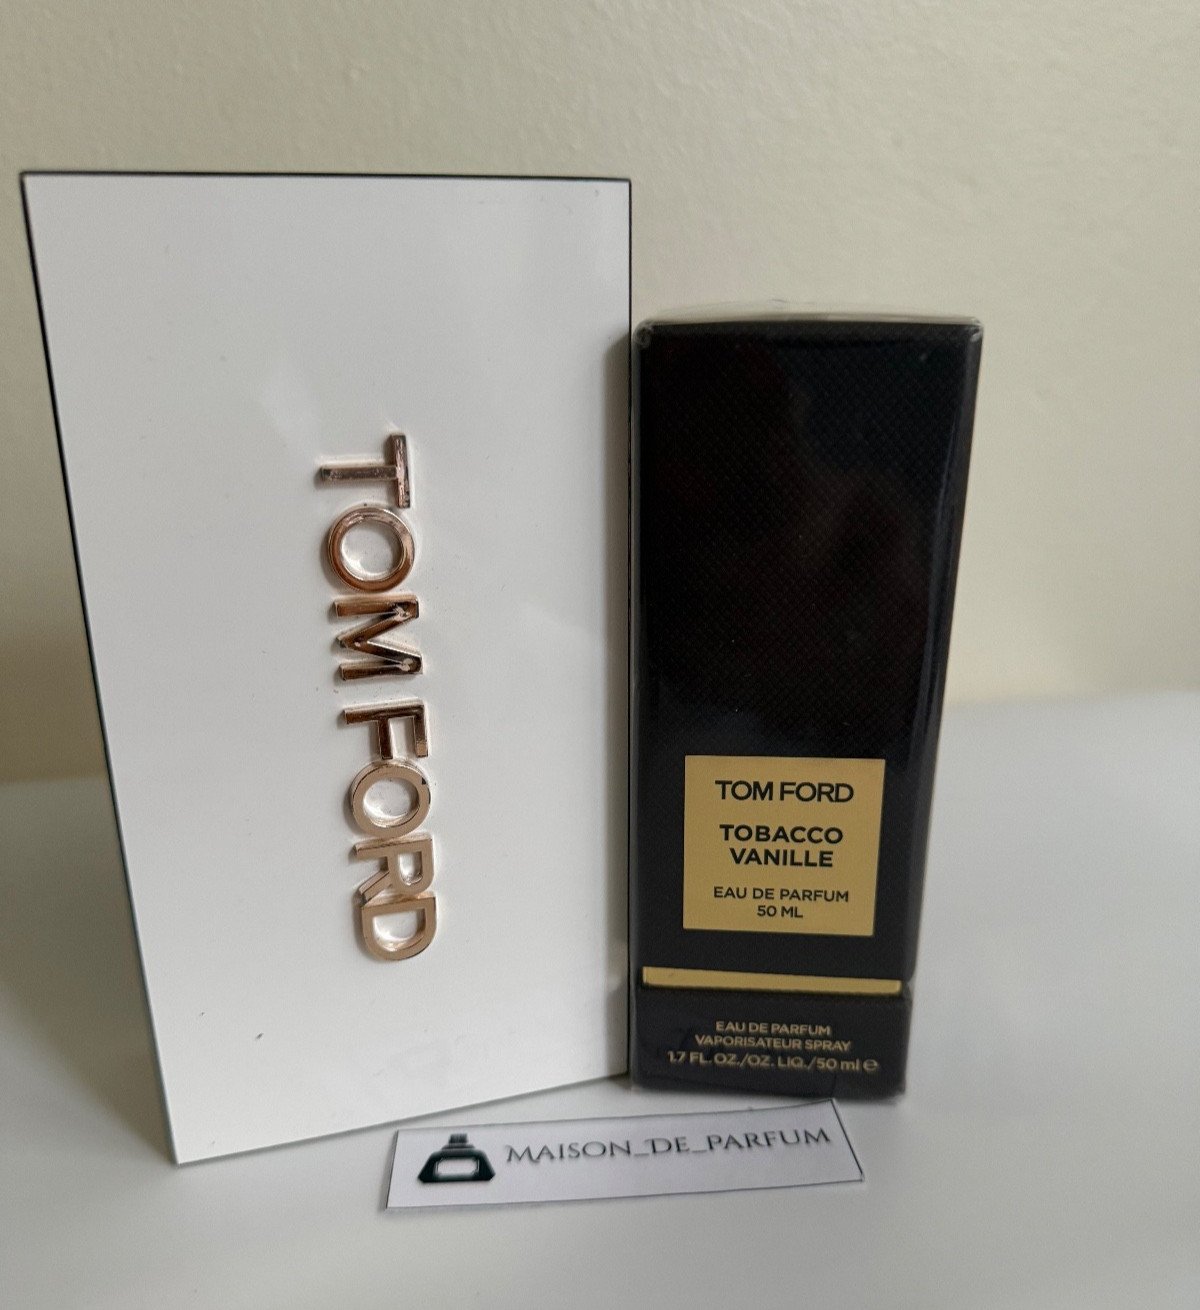 TOM FORD
TOM FORD
TOBACCO
VANILLE
EAU DE PARFUM
50 ML
EAU DE PARFUM
VAPORISATEUR SPRAY
1.7 FL. OZ./OZ. LIQ./50 ml ℮
MAISON_DE_PARFUM